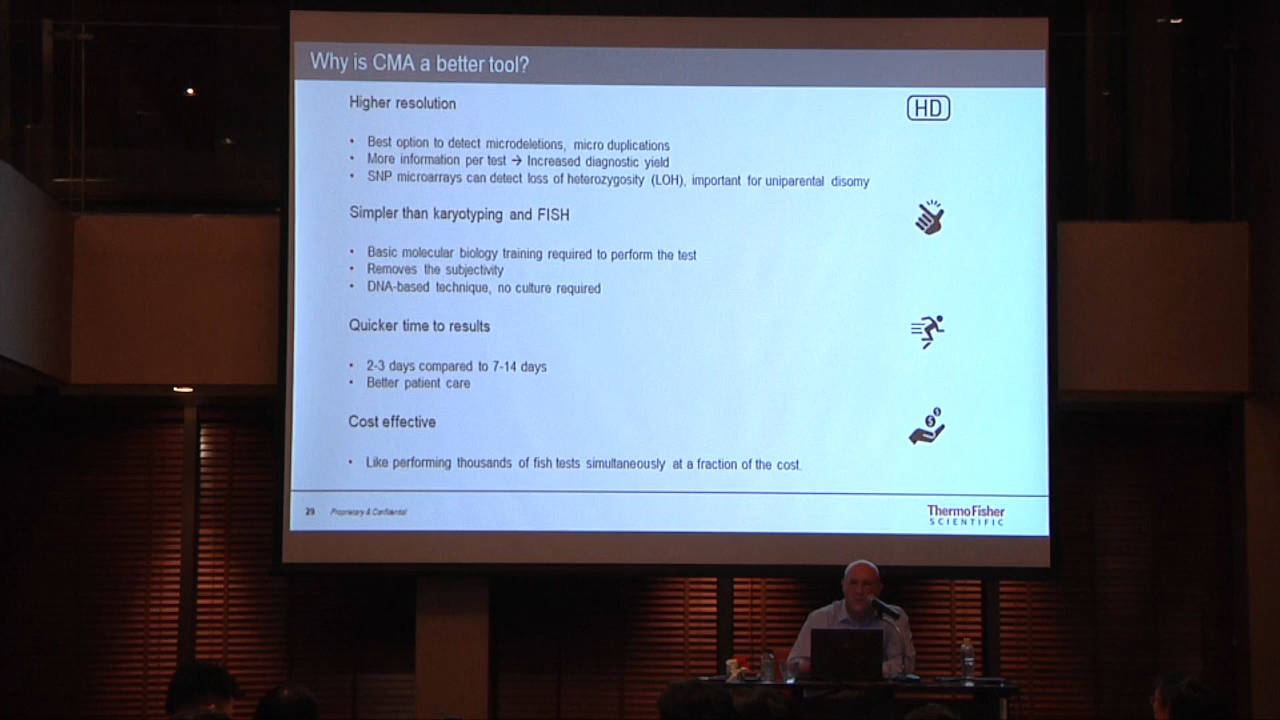 Why is CMA a better tool?
Higher resolution
HD
• Best option to detect microdeletions, micro duplications
• More information per test → Increased diagnostic yield
• SNP microarrays can detect loss of heterozygosity (LOH), important for uniparental disomy
Simpler than karyotyping and FISH
• Basic molecular biology training required to perform the test
• Removes the subjectivity
• DNA-based technique, no culture required
Quicker time to results
• 2-3 days compared to 7-14 days
• Better patient care
Cost effective
$ $
• Like performing thousands of fish tests simultaneously at a fraction of the cost.
29 Proprietary & Confidential
ThermoFisher
SCIENTIFIC